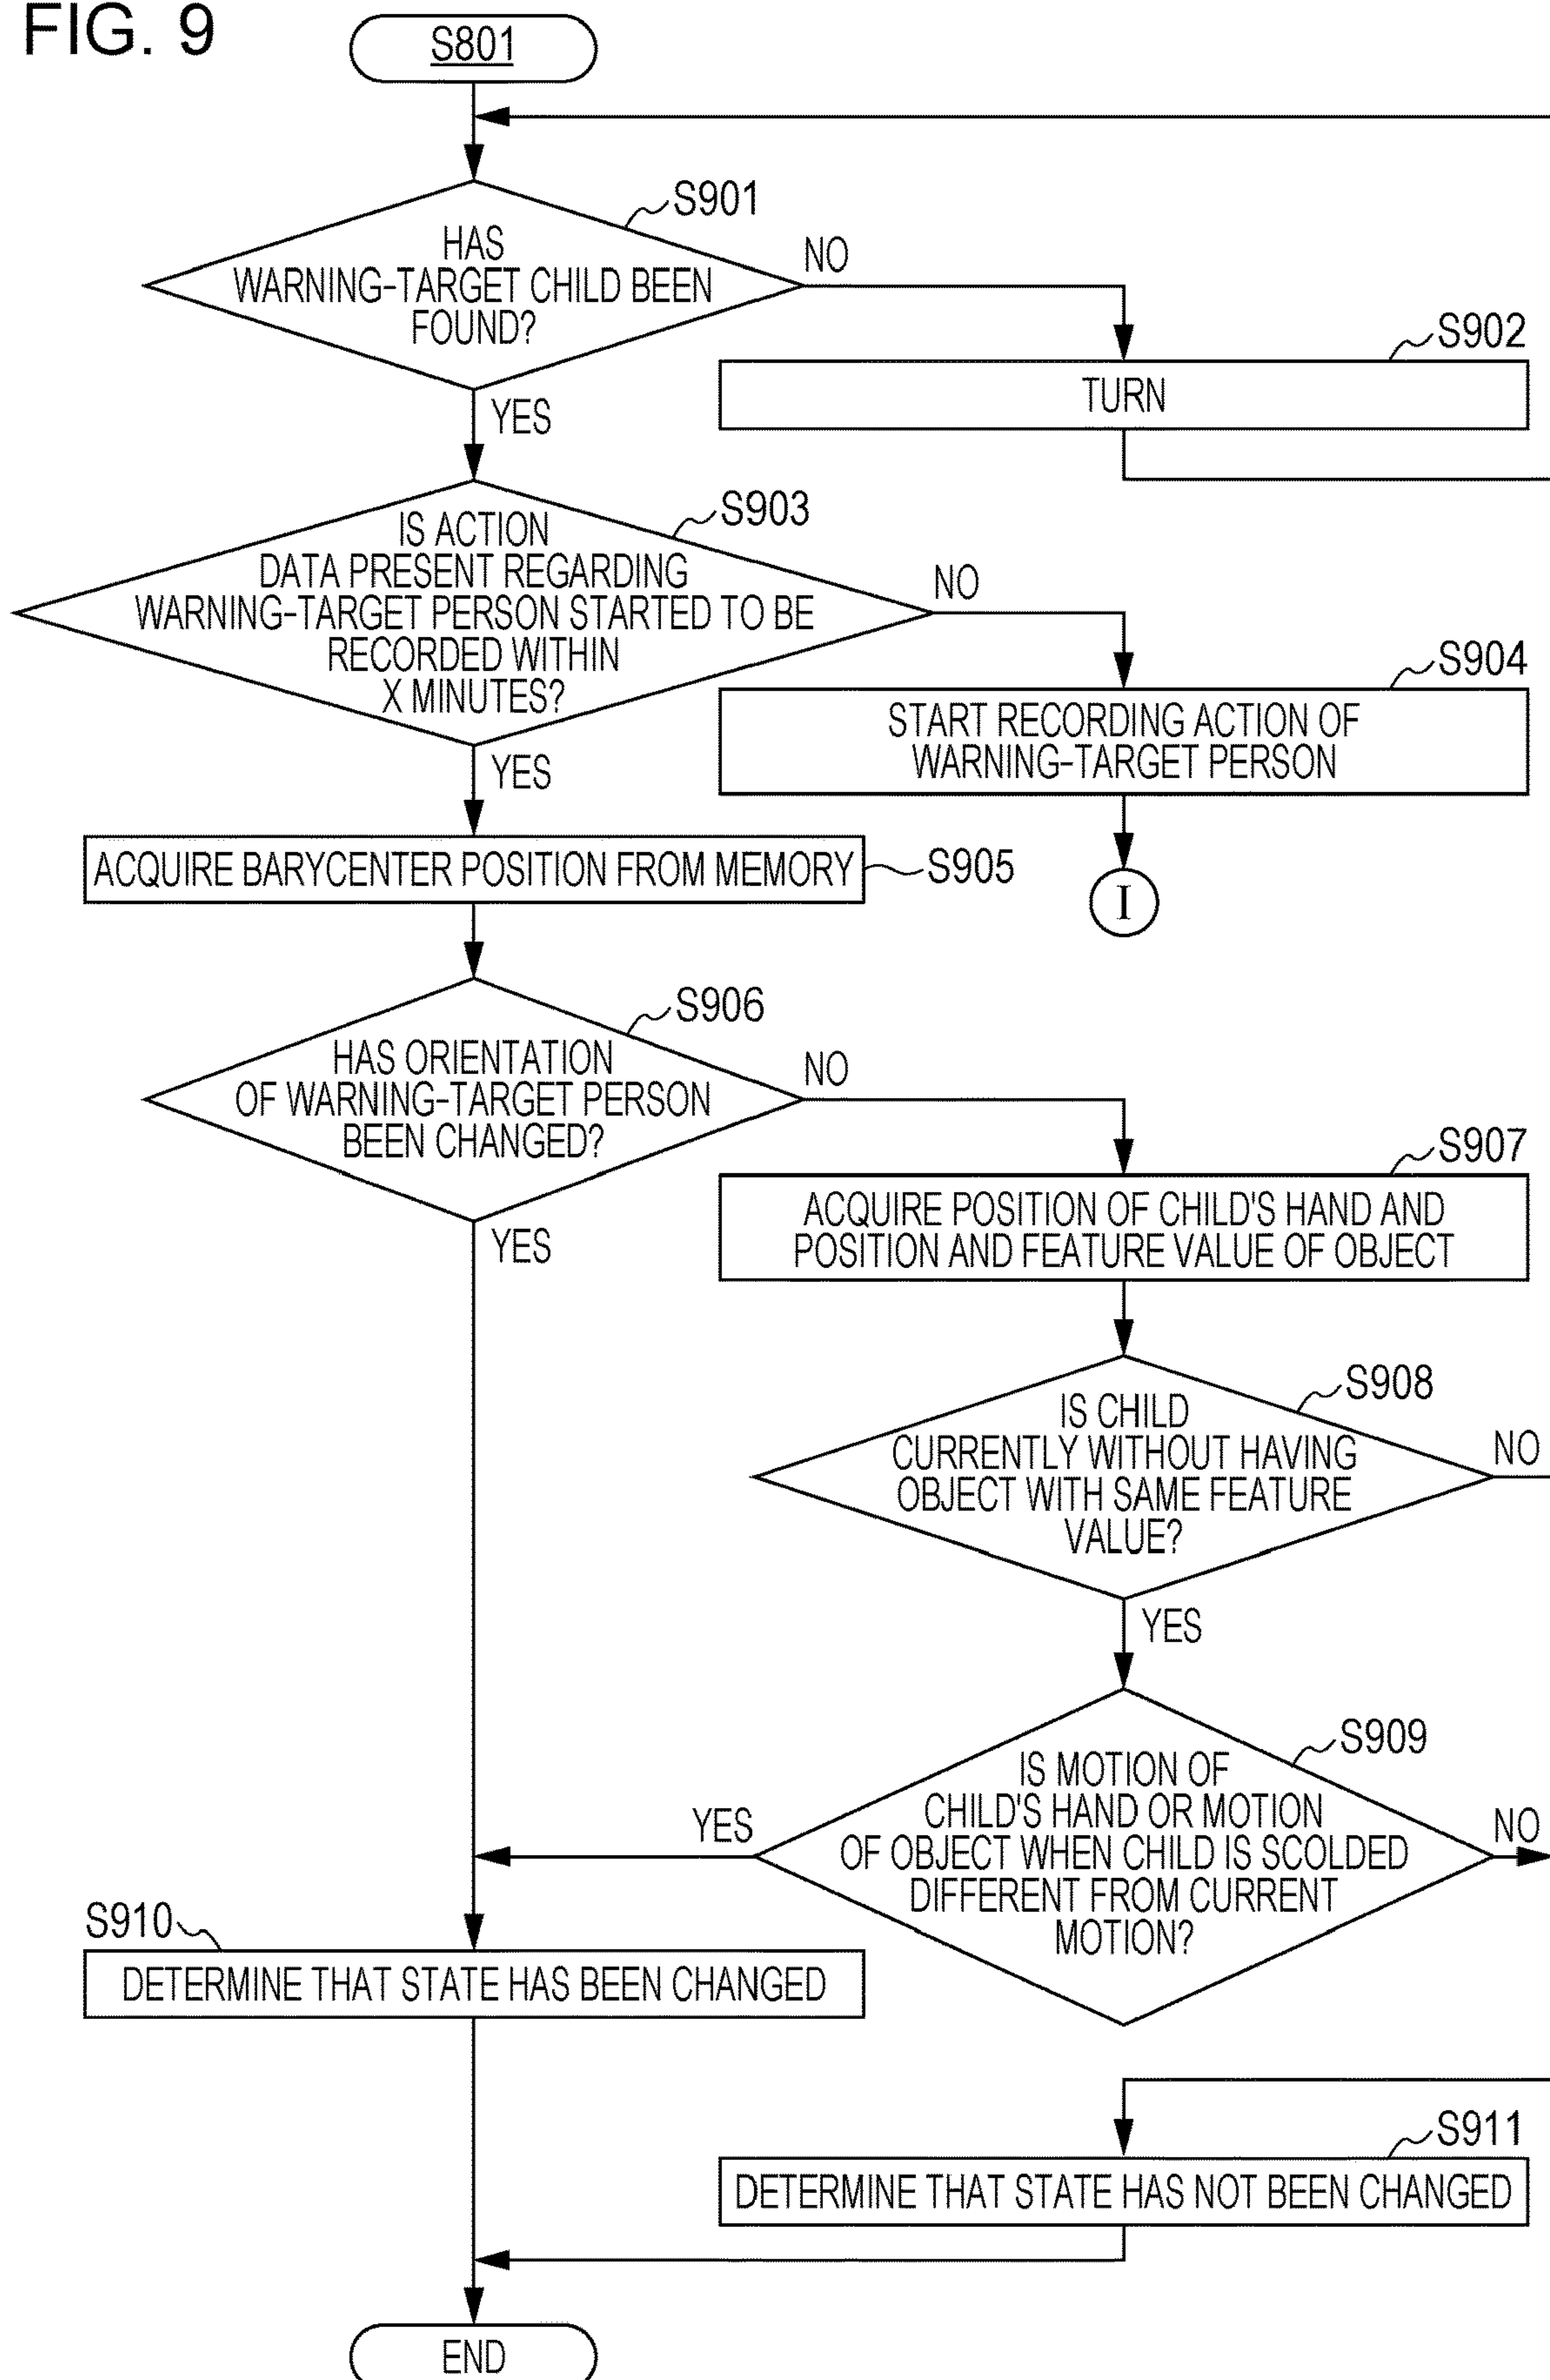 FIG. 9
S801
S901
HAS
WARNING-TARGET CHILD BEEN
FOUND?
NO
YES
S902
TURN
S903
IS ACTION
DATA PRESENT REGARDING
WARNING-TARGET PERSON STARTED TO BE
RECORDED WITHIN
X MINUTES?
NO
YES
S904
START RECORDING ACTION OF
WARNING-TARGET PERSON
I
ACQUIRE BARYCENTER POSITION FROM MEMORY
S905
S906
HAS ORIENTATION
OF WARNING-TARGET PERSON
BEEN CHANGED?
NO
YES
S907
ACQUIRE POSITION OF CHILD'S HAND AND
POSITION AND FEATURE VALUE OF OBJECT
S908
IS CHILD
CURRENTLY WITHOUT HAVING
OBJECT WITH SAME FEATURE
VALUE?
NO
YES
S909
IS MOTION OF
CHILD'S HAND OR MOTION
OF OBJECT WHEN CHILD IS SCOLDED
DIFFERENT FROM CURRENT
MOTION?
YES
NO
S910
DETERMINE THAT STATE HAS BEEN CHANGED
S911
DETERMINE THAT STATE HAS NOT BEEN CHANGED
END